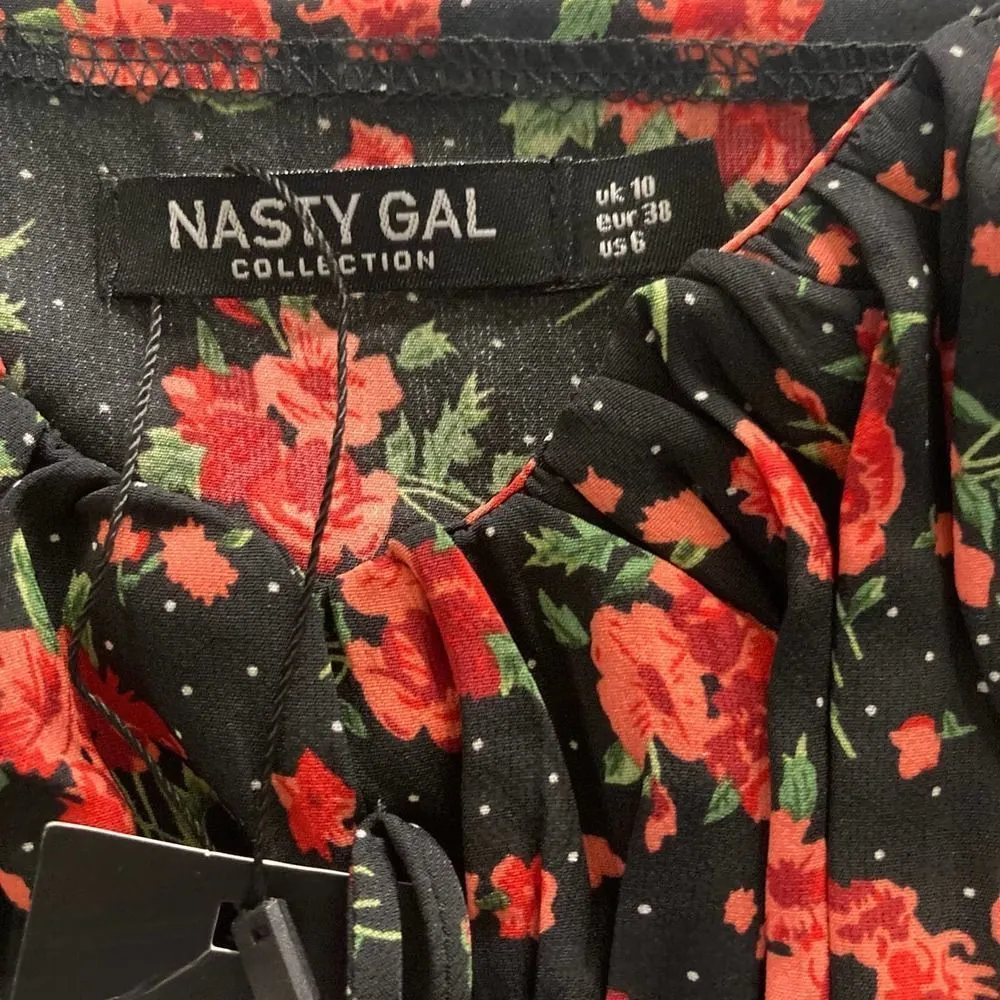 NASTY GAL
COLLECTION
uk 10
eur 38
us 6